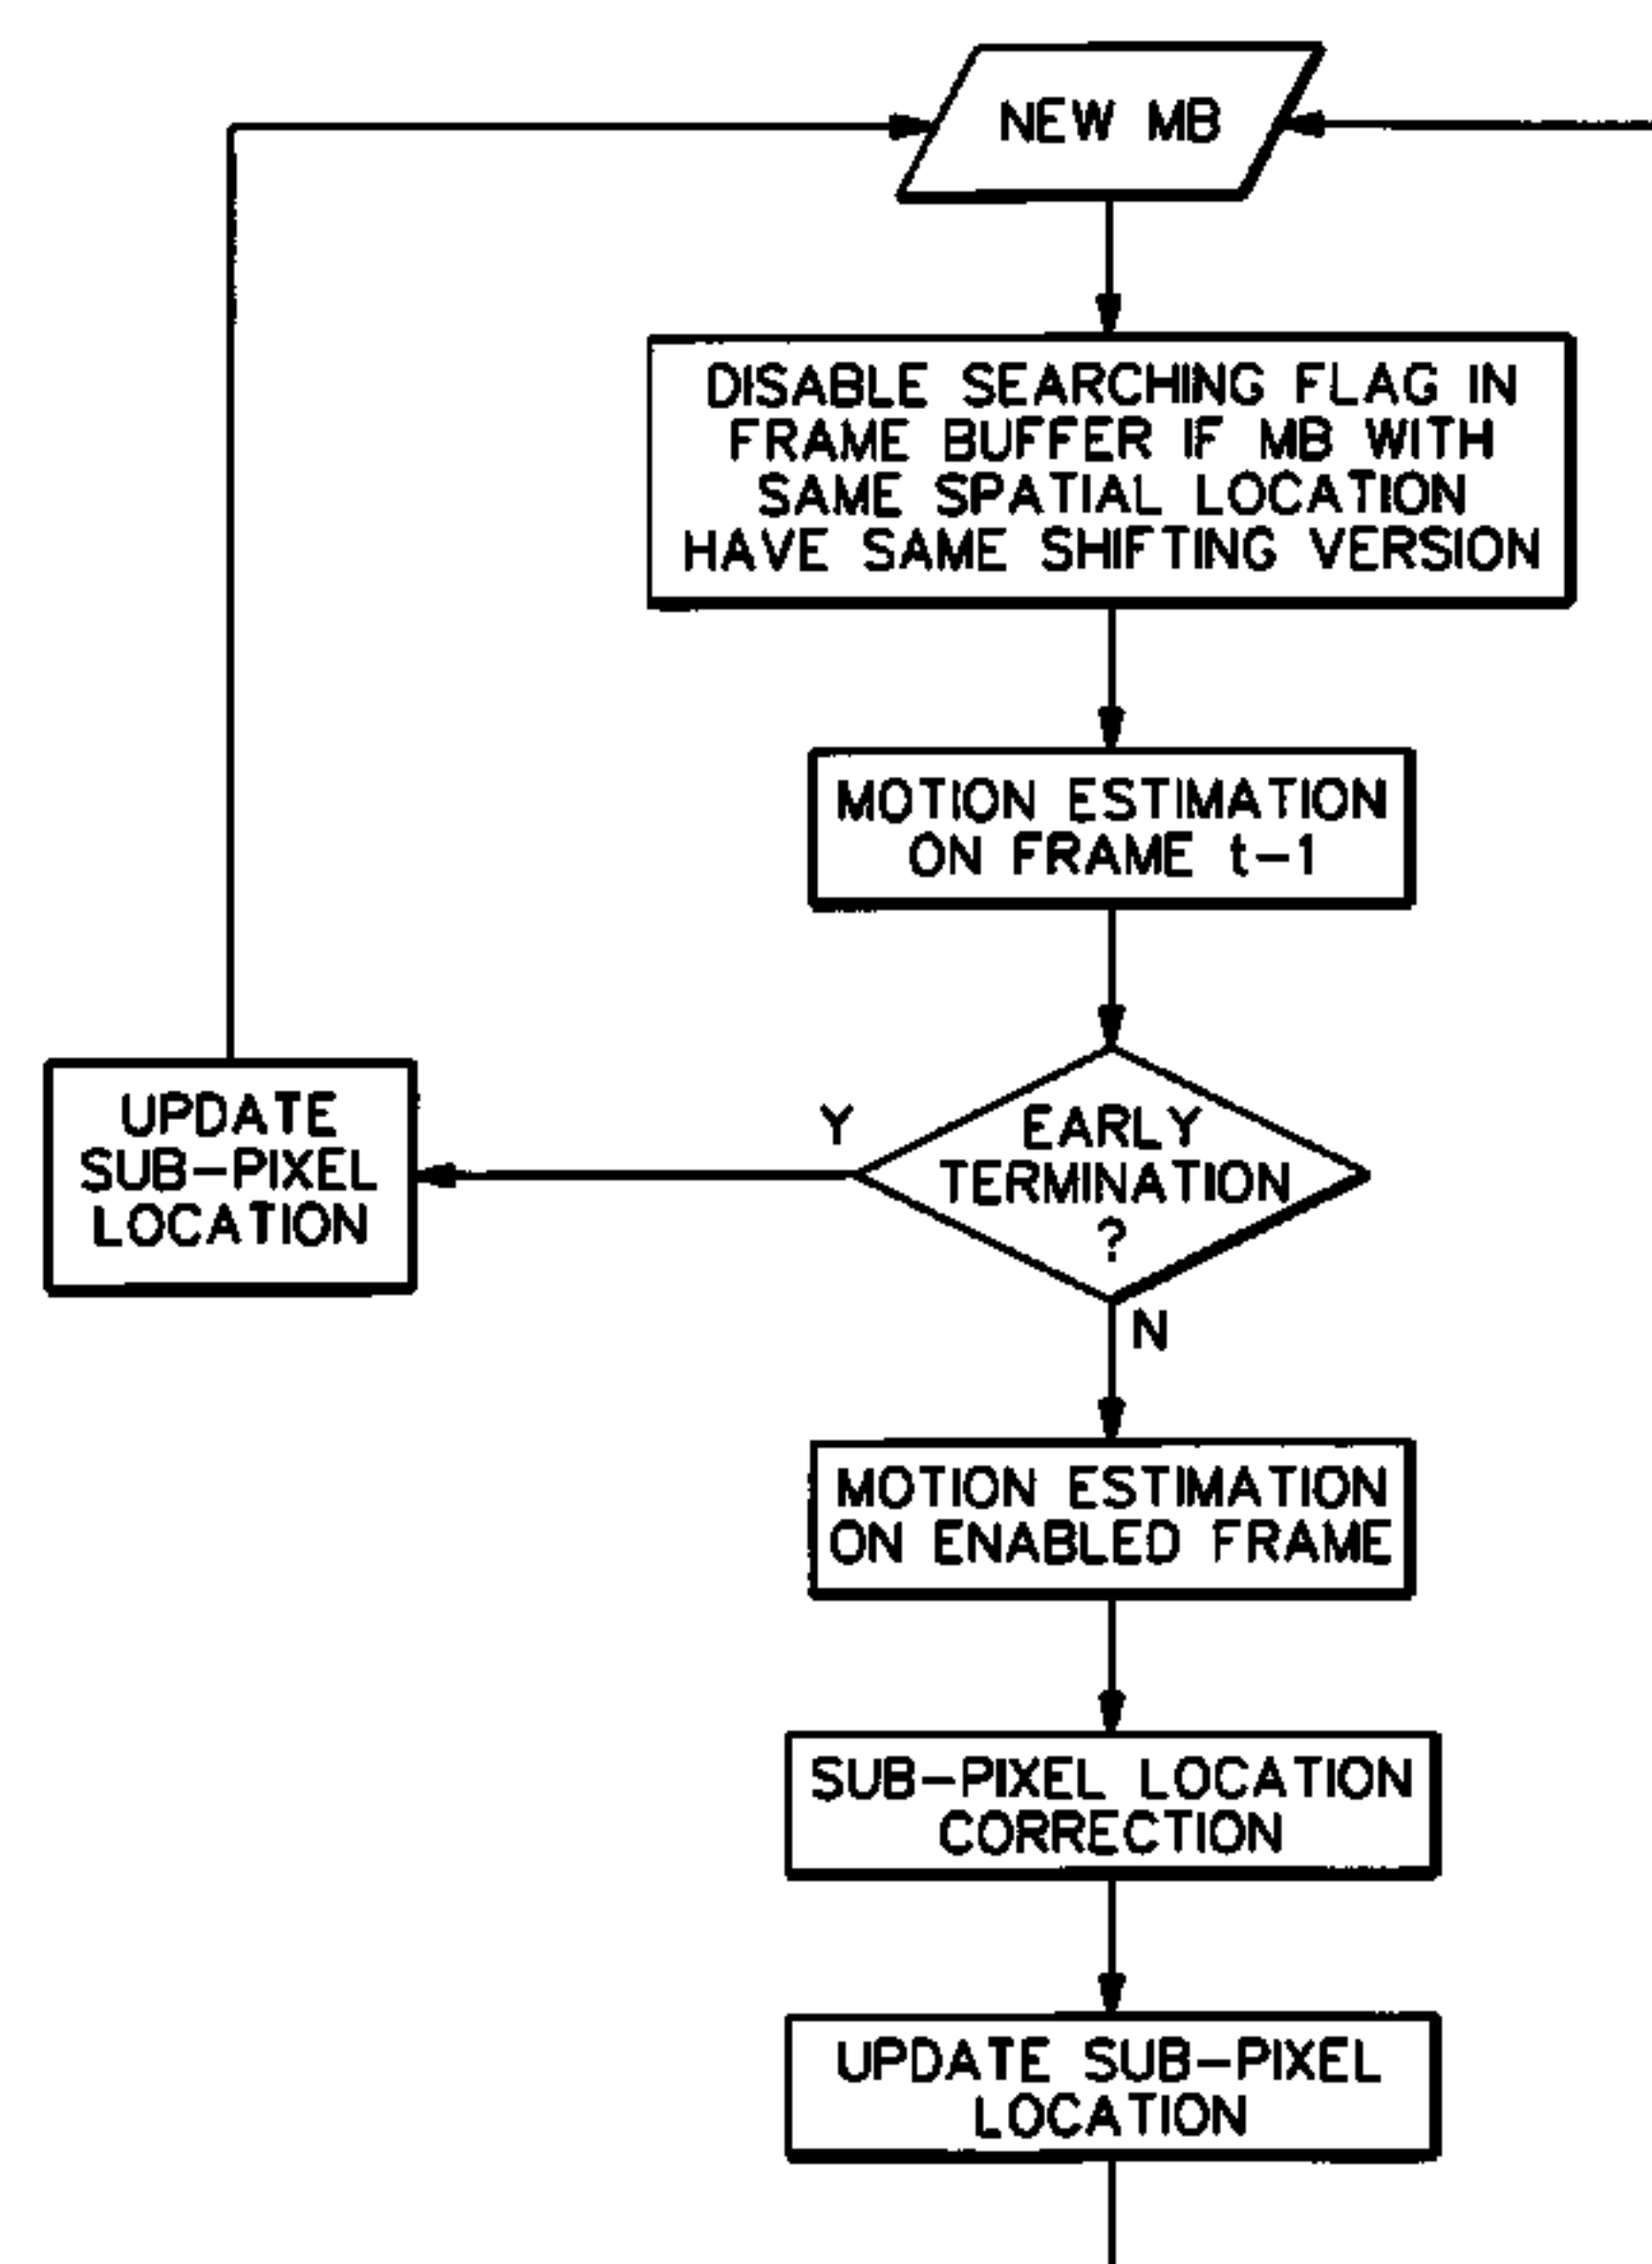 NEW MB
DISABLE SEARCHING FLAG IN
FRAME BUFFER IF MB WITH
SAME SPATIAL LOCATION
HAVE SAME SHIFTING VERSION
MOTION ESTIMATION
ON FRAME t-1
EARLY
TERMINATION
?
Y
N
UPDATE
SUB-PIXEL
LOCATION
MOTION ESTIMATION
ON ENABLED FRAME
SUB-PIXEL LOCATION
CORRECTION
UPDATE SUB-PIXEL
LOCATION